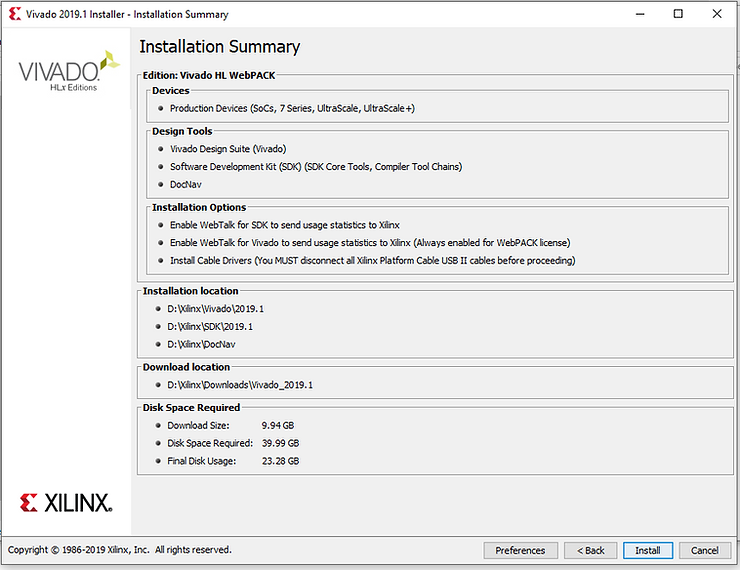 Vivado 2019.1 Installer - Installation Summary
VIVADO.
HLx Editions
Installation Summary
Edition: Vivado HL WebPACK
Devices
Production Devices (SoCs, 7 Series, UltraScale, UltraScale+)
Design Tools
Vivado Design Suite (Vivado)
Software Development Kit (SDK) (SDK Core Tools, Compiler Tool Chains)
DocNav
Installation Options
Enable WebTalk for SDK to send usage statistics to Xilinx
Enable WebTalk for Vivado to send usage statistics to Xilinx (Always enabled for WebPACK license)
Install Cable Drivers (You MUST disconnect all Xilinx Platform Cable USB II cables before proceeding)
Installation location
D:\Xilinx\Vivado\2019.1
D:\Xilinx\SDK\2019.1
D:\Xilinx\DocNav
Download location
D:\Xilinx\Downloads\Vivado_2019.1
Disk Space Required
Download Size: 9.94 GB
Disk Space Required: 39.99 GB
Final Disk Usage: 23.28 GB
XILINX.
Copyright © 1986-2019 Xilinx, Inc. All rights reserved.
Preferences < Back Install Cancel